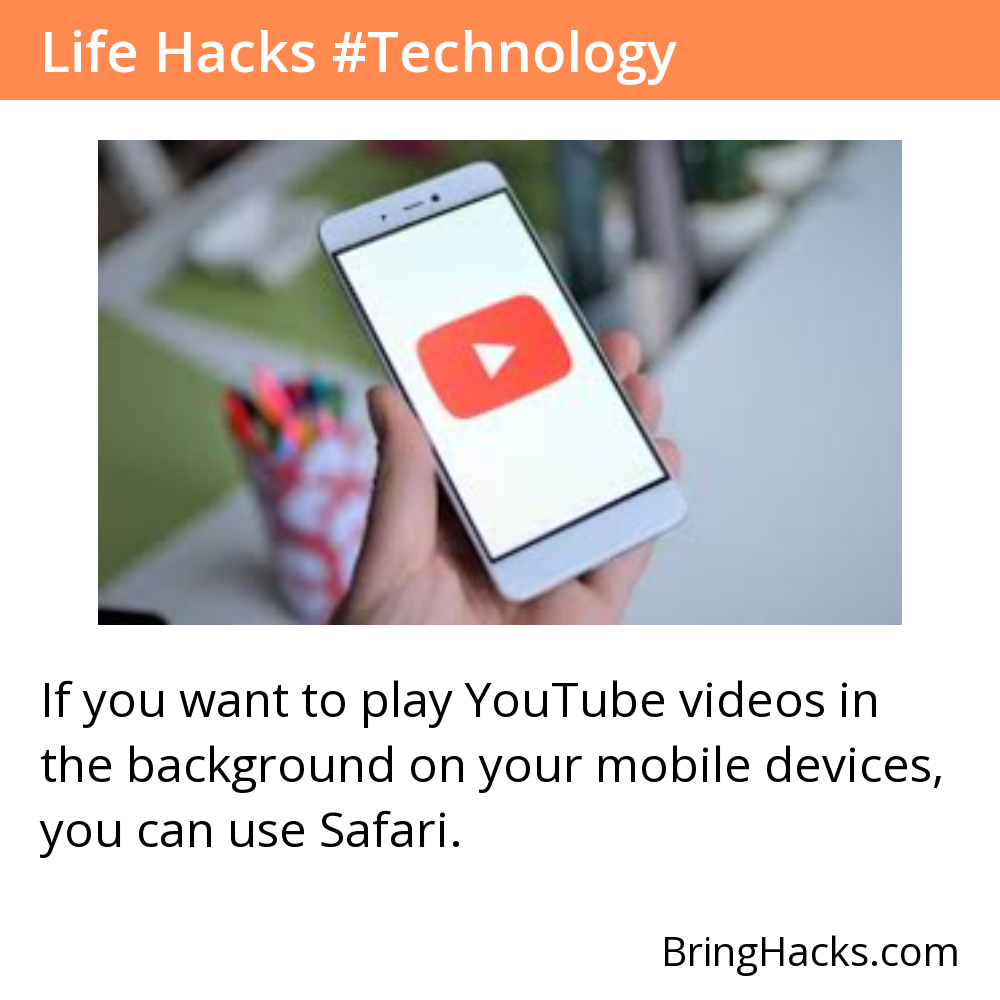 Life Hacks #Technology
If you want to play YouTube videos in
the background on your mobile devices,
you can use Safari.
BringHacks.com